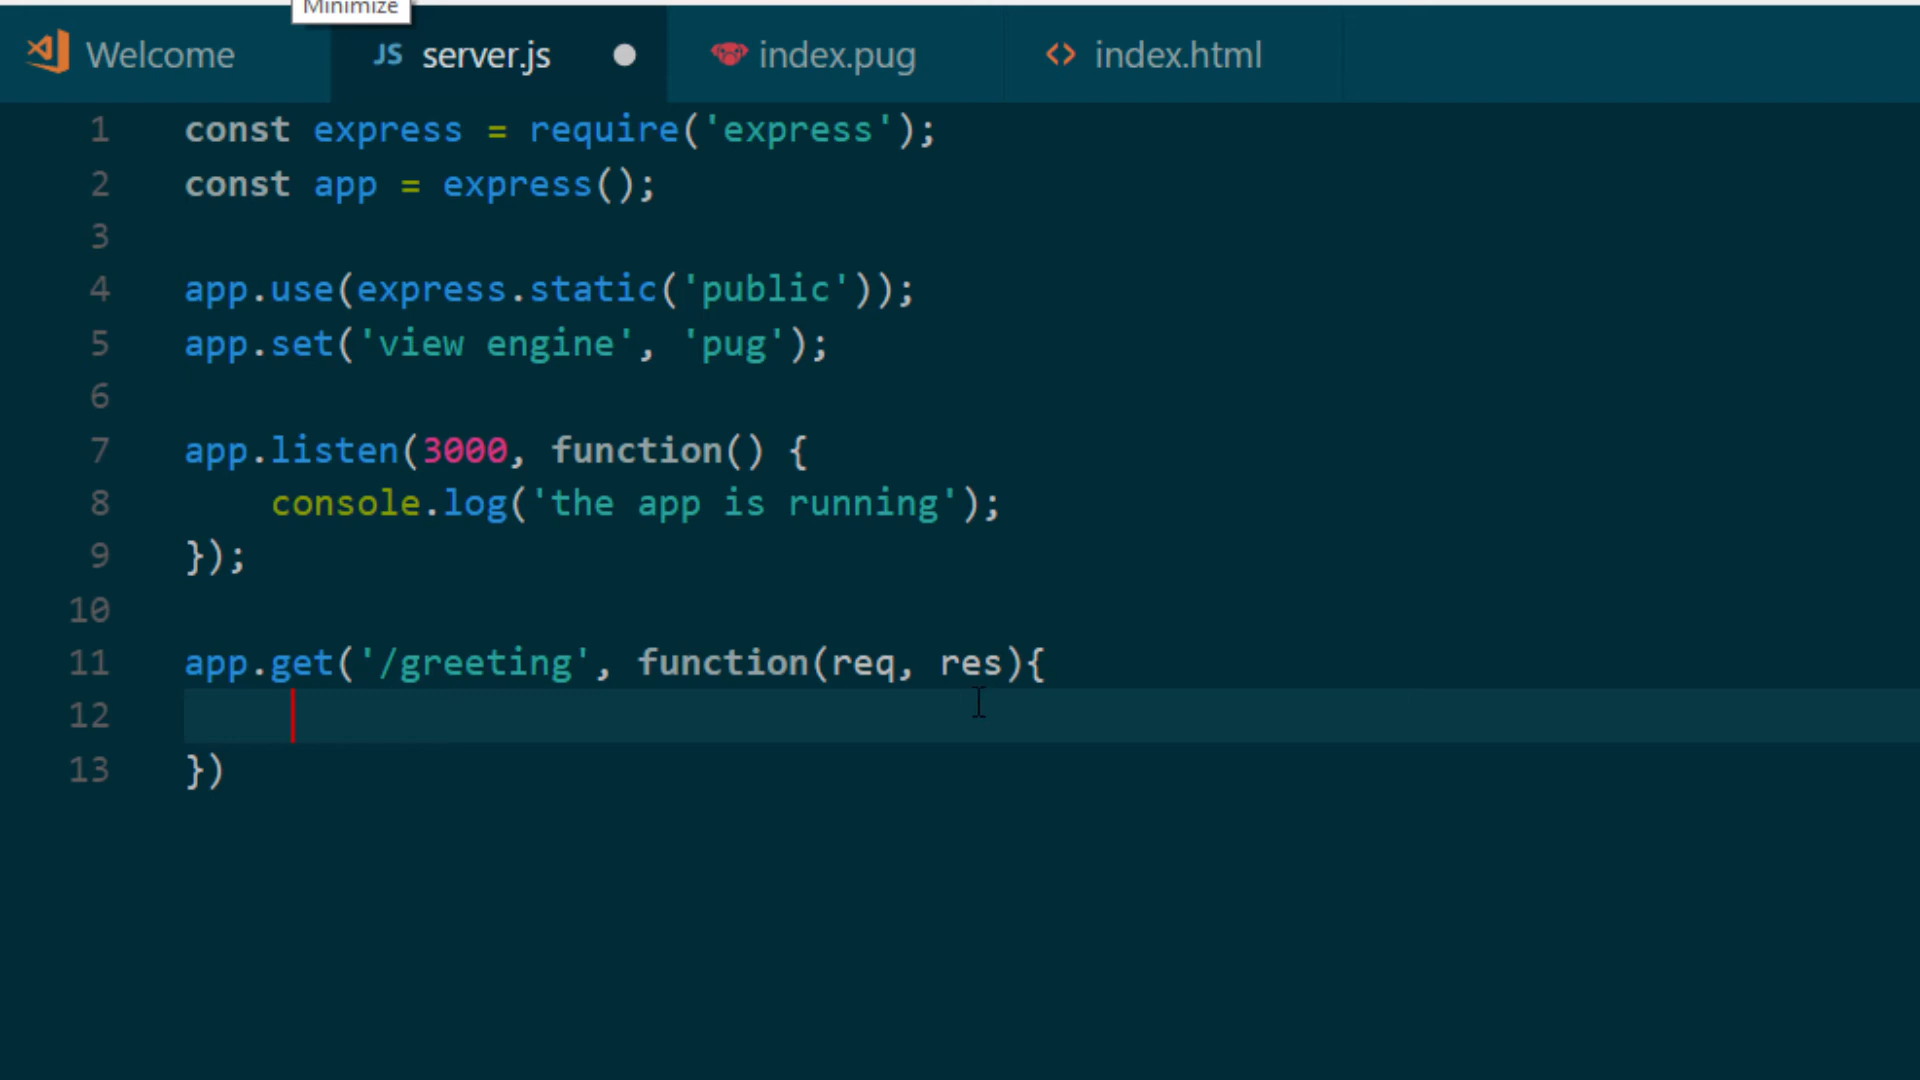 Minimize
Welcome JS server.js index.pug <> index.html
1 const express = require('express');
2 const app = express();
3
4 app.use(express.static('public'));
5 app.set('view engine', 'pug');
6
7 app.listen(3000, function() {
8     console.log('the app is running');
9 });
10
11 app.get('/greeting', function(req, res){
12
13 })